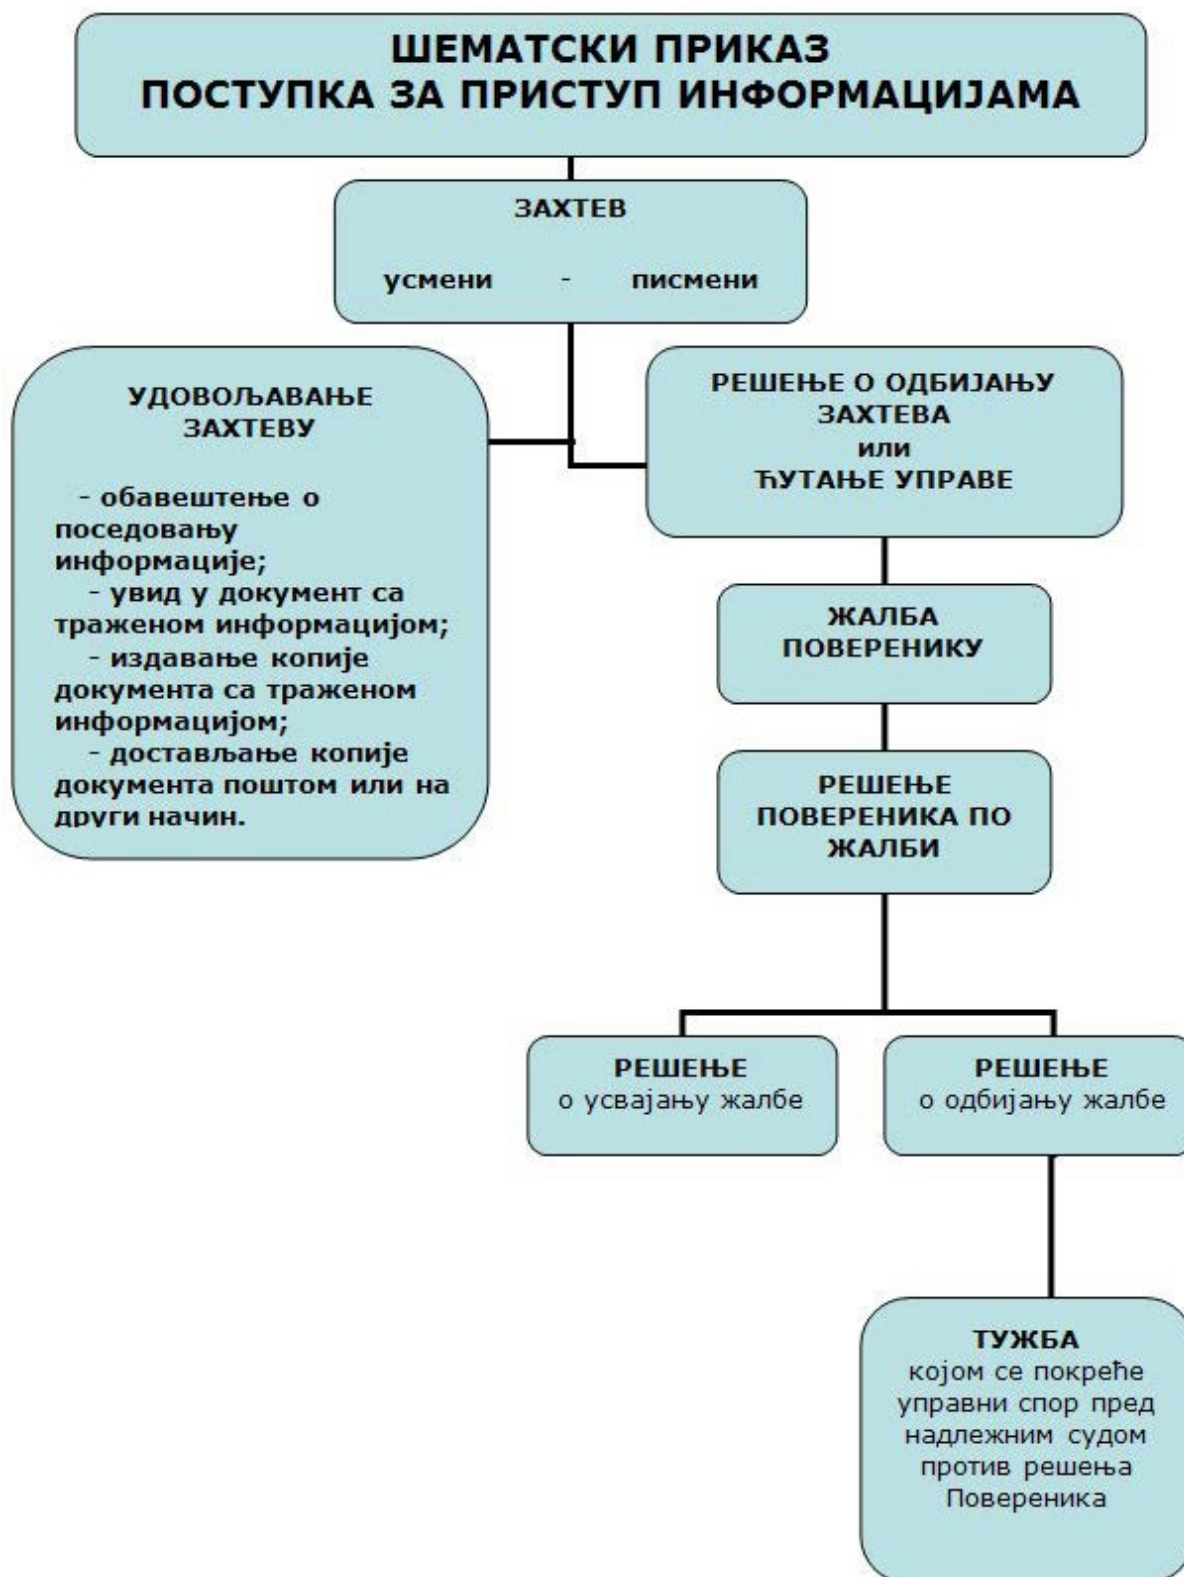 ШЕМАТСКИ ПРИКАЗ
ПОСТУПКА ЗА ПРИСТУП ИНФОРМАЦИЈАМА
ЗАХТЕВ
усмени - писмени
УДОВОЉАВАЊЕ
ЗАХТЕВУ
- обавештење о
поседовању
информације;
- увид у документ са
траженом информацијом;
- издавање копије
документа са траженом
информацијом;
- достављање копије
документа поштом или на
други начин.
РЕШЕЊЕ О ОДБИЈАЊУ
ЗАХТЕВА
или
ЋУТАЊЕ УПРАВЕ
ЖАЛБА
ПОВЕРЕНИКУ
РЕШЕЊЕ
ПОВЕРЕНИКА ПО
ЖАЛБИ
РЕШЕЊЕ
о усвајању жалбе
РЕШЕЊЕ
о одбијању жалбе
ТУЖБА
којом се покреће
управни спор пред
надлежним судом
против решења
Повереника